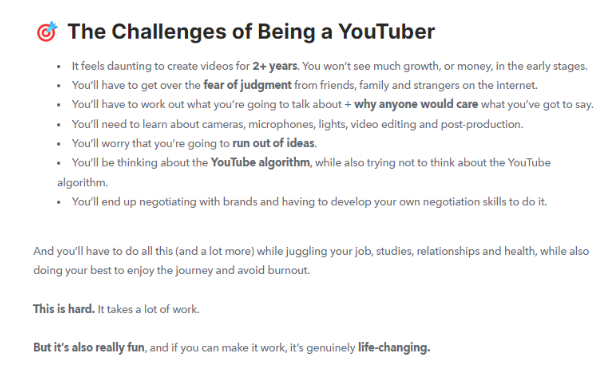 🎯 The Challenges of Being a YouTuber
• It feels daunting to create videos for 2+ years. You won't see much growth, or money, in the early stages.
• You'll have to get over the fear of judgment from friends, family and strangers on the internet.
• You'll have to work out what you're going to talk about + why anyone would care what you've got to say.
• You'll need to learn about cameras, microphones, lights, video editing and post-production.
• You'll worry that you're going to run out of ideas.
• You'll be thinking about the YouTube algorithm, while also trying not to think about the YouTube
algorithm.
• You'll end up negotiating with brands and having to develop your own negotiation skills to do it.
And you'll have to do all this (and a lot more) while juggling your job, studies, relationships and health, while also
doing your best to enjoy the journey and avoid burnout.
This is hard. It takes a lot of work.
But it's also really fun, and if you can make it work, it's genuinely life-changing.